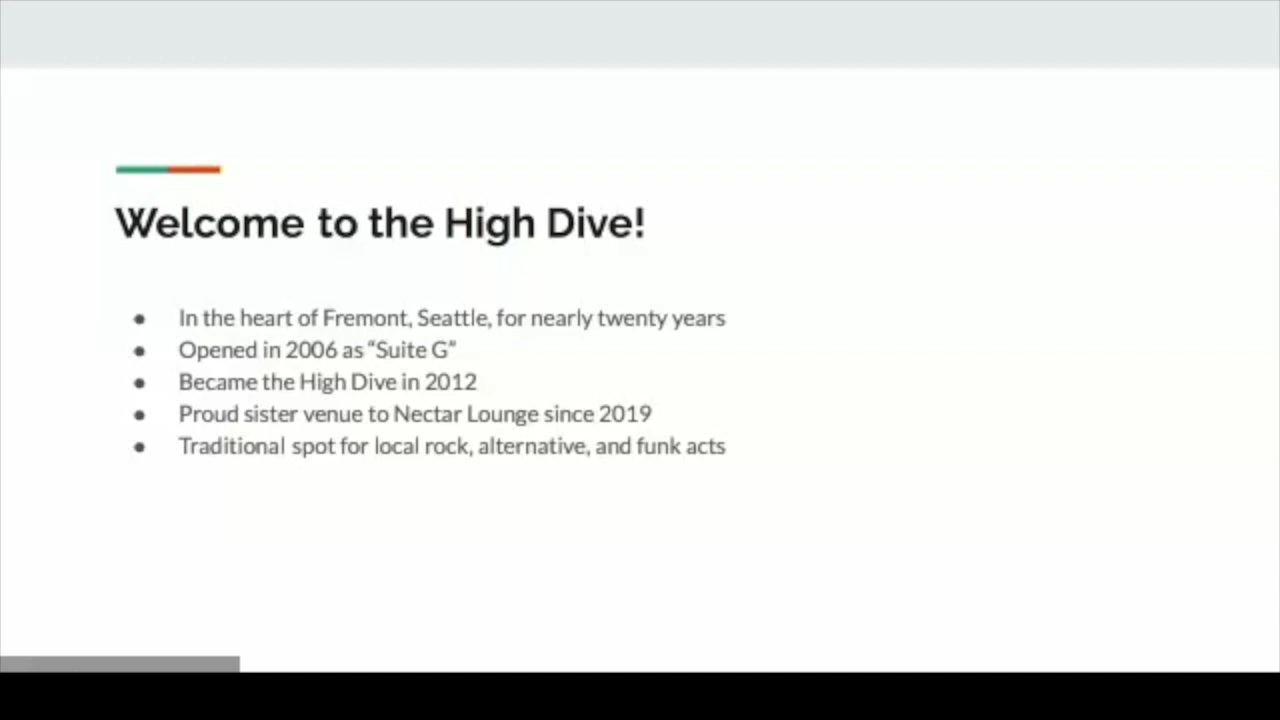 Welcome to the High Dive!
● In the heart of Fremont, Seattle, for nearly twenty years
● Opened in 2006 as “Suite G”
● Became the High Dive in 2012
● Proud sister venue to Nectar Lounge since 2019
● Traditional spot for local rock, alternative, and funk acts